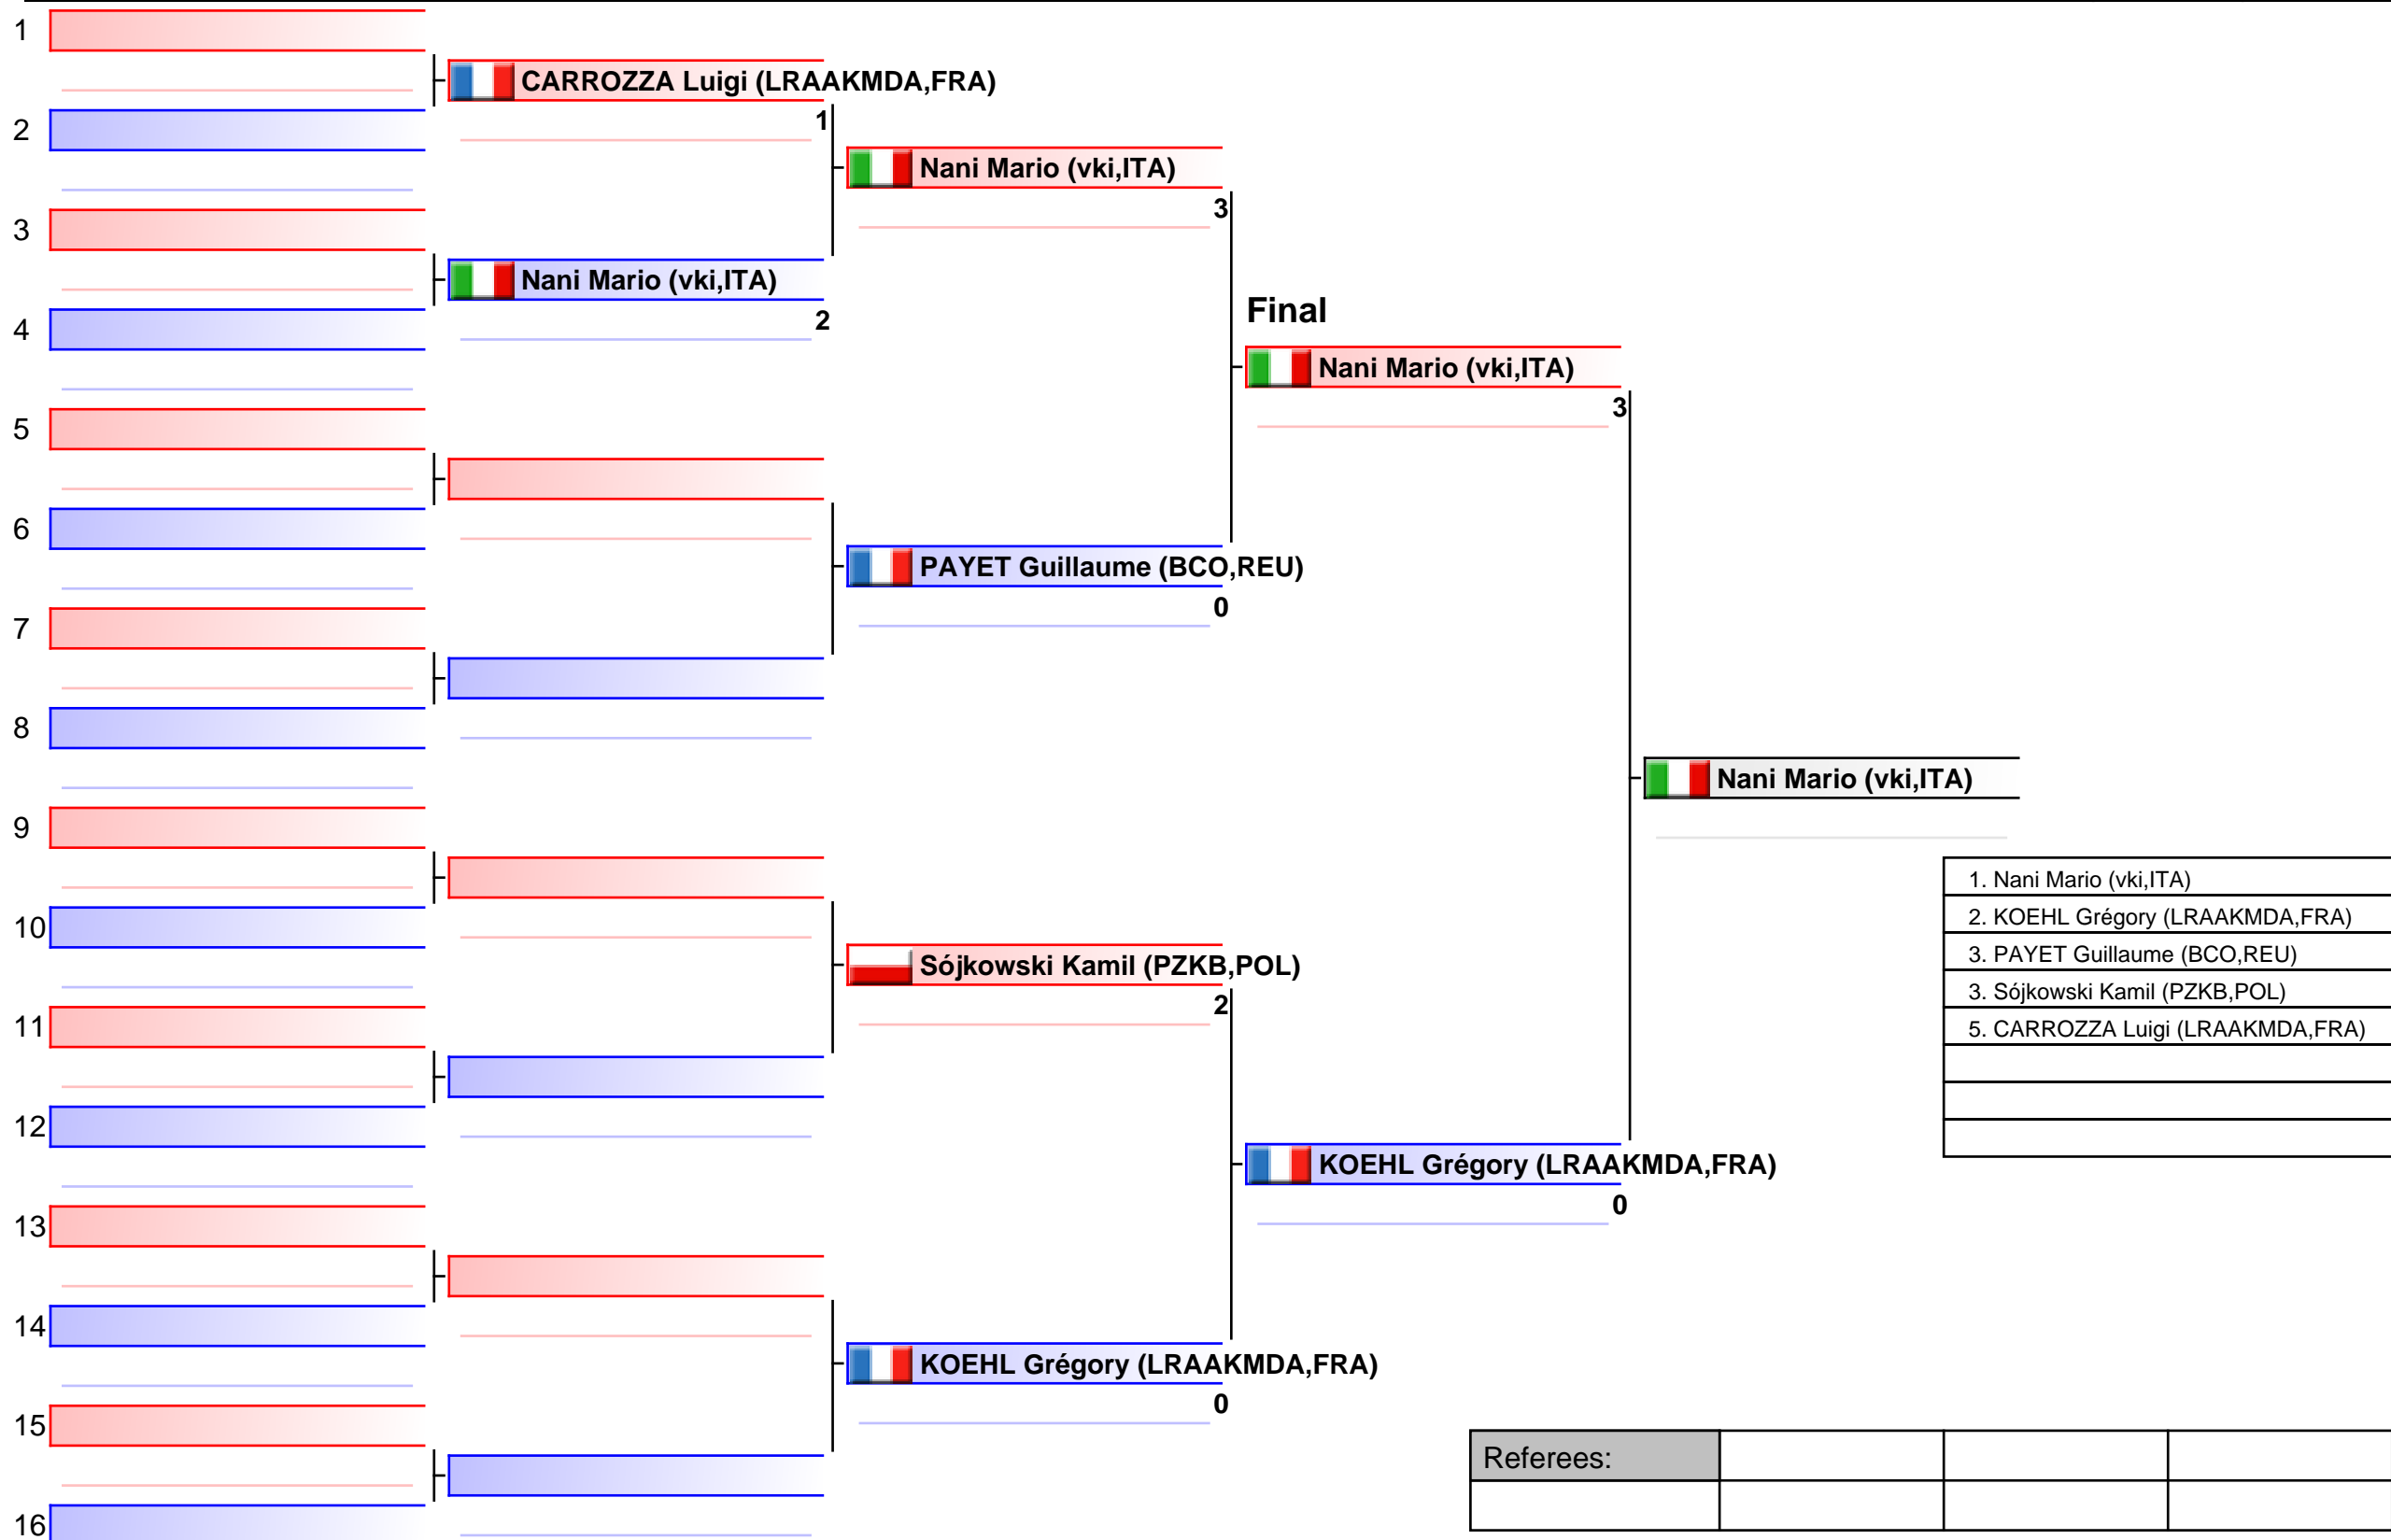 1
CARROZZA Luigi (LRAAKMDA,FRA)
1
2
Nani Mario (vki,ITA)
3
3
Nani Mario (vki,ITA)
2
4
Final
Nani Mario (vki,ITA)
3
5
6
PAYET Guillaume (BCO,REU)
0
7
8
Nani Mario (vki,ITA)
9
1. Nani Mario (vki,ITA)
2. KOEHL Grégory (LRAAKMDA,FRA)
3. PAYET Guillaume (BCO,REU)
3. Sójkowski Kamil (PZKB,POL)
5. CARROZZA Luigi (LRAAKMDA,FRA)
10
Sójkowski Kamil (PZKB,POL)
2
11
12
KOEHL Grégory (LRAAKMDA,FRA)
0
13
14
KOEHL Grégory (LRAAKMDA,FRA)
0
15
Referees:
16